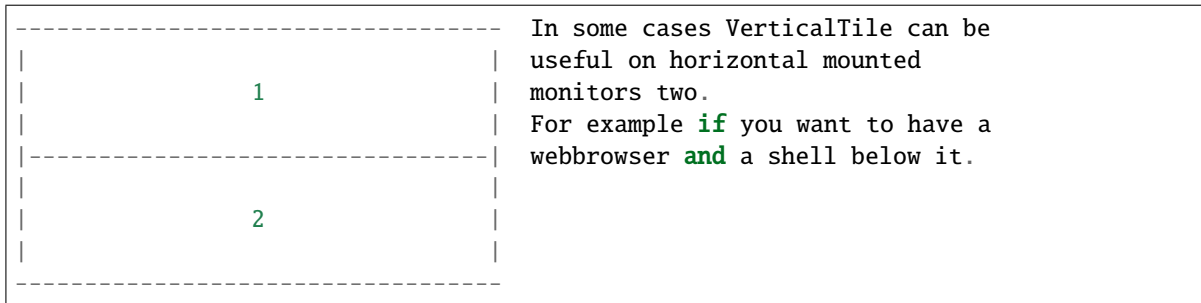 ----------------------------------- In some cases VerticalTile can be
|                                 | useful on horizontal mounted
|                1                | monitors two.
|                                 | For example if you want to have a
|---------------------------------| webbrowser and a shell below it.
|                                 |
|                2                |
|                                 |
-----------------------------------